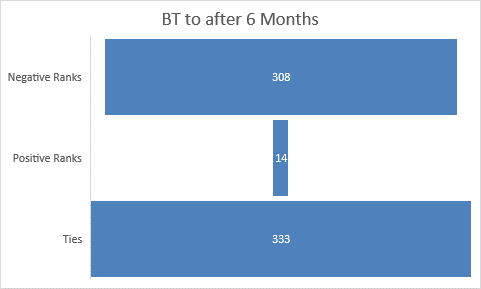 BT to after 6 Months
Negative Ranks
308
Positive Ranks
14
Ties
333